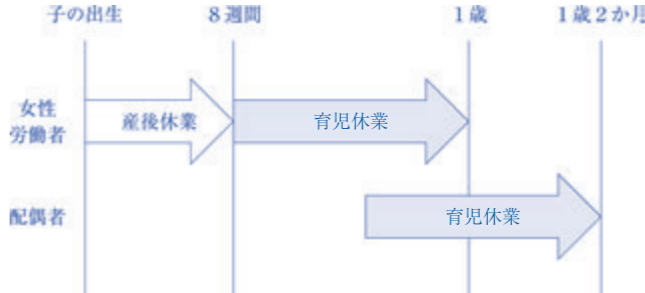 子の出生 8週間 1歳 1歳2か月
女性
労働者
産後休業
育児休業
配偶者
育児休業